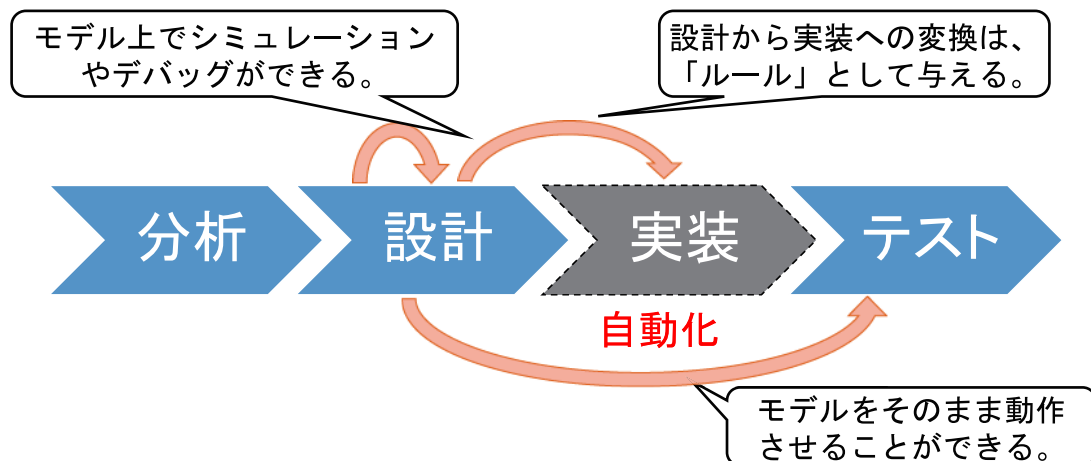 モデル上でシミュレーション
やデバッグができる。
設計から実装への変換は、
「ルール」として与える。
分析
設計
実装
テスト
自動化
モデルをそのまま動作
させることができる。